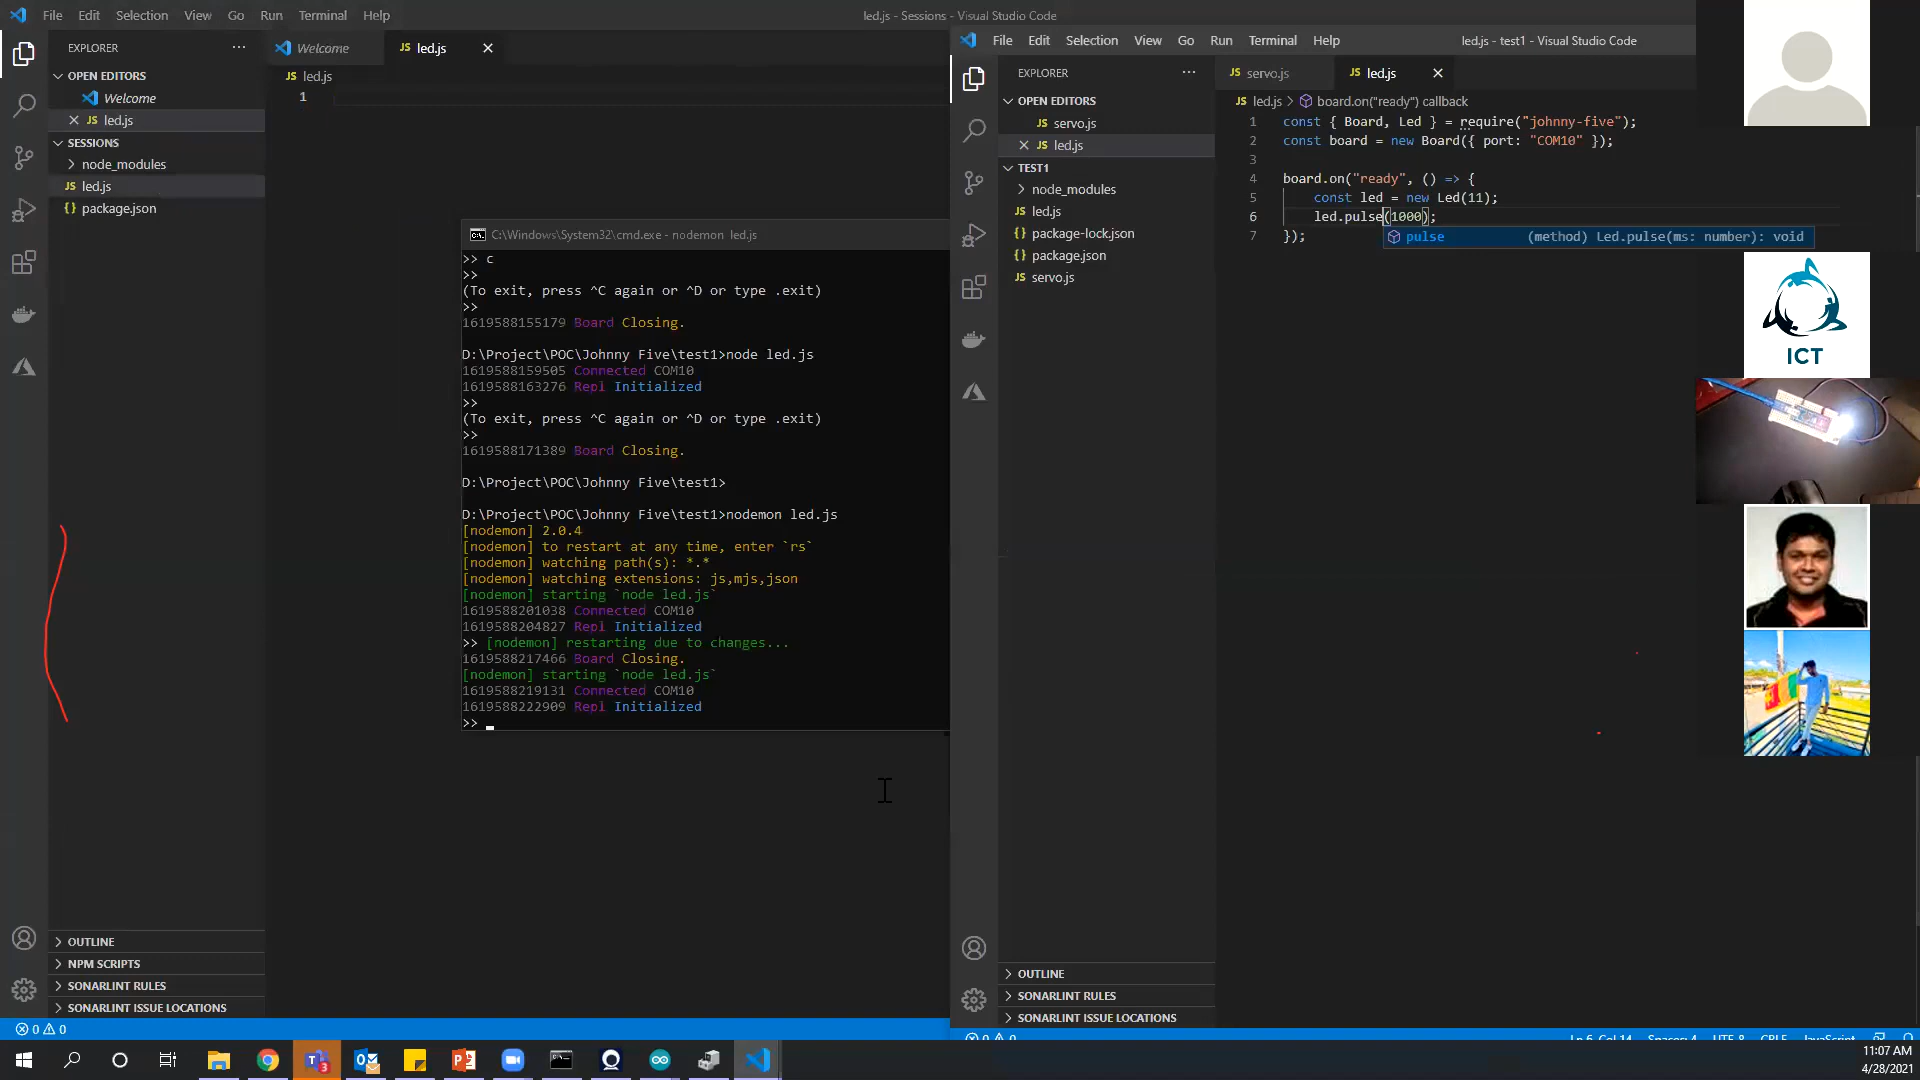 File Edit Selection View Go Run Terminal Help
led.js - Sessions - Visual Studio Code
EXPLORER
OPEN EDITORS
Welcome
led.js
SESSIONS
node_modules
JS led.js
{} package.json
OUTLINE
NPM SCRIPTS
SONARLINT RULES
SONARLINT ISSUE LOCATIONS
0 0
Welcome
JS led.js
JS led.js
1
C:\Windows\System32\cmd.exe - nodemon led.js
>> c
>>
(To exit, press ^C again or ^D or type .exit)
>>
1619588155179 Board Closing.
D:\Project\POC\Johnny Five\test1>node led.js
1619588159505 Connected COM10
1619588163276 Repl Initialized
>>
(To exit, press ^C again or ^D or type .exit)
>>
1619588171389 Board Closing.
D:\Project\POC\Johnny Five\test1>
D:\Project\POC\Johnny Five\test1>nodemon led.js
[nodemon] 2.0.4
[nodemon] to restart at any time, enter `rs`
[nodemon] watching path(s): *.*
[nodemon] watching extensions: js,mjs,json
[nodemon] starting `node led.js`
1619588201038 Connected COM10
1619588204827 Repl Initialized
>> [nodemon] restarting due to changes...
1619588217466 Board Closing.
[nodemon] starting `node led.js`
1619588219131 Connected COM10
1619588222909 Repl Initialized
>>
File Edit Selection View Go Run Terminal Help
led.js - test1 - Visual Studio Code
EXPLORER
OPEN EDITORS
JS servo.js
JS led.js
TEST1
node_modules
JS led.js
{} package-lock.json
{} package.json
JS servo.js
OUTLINE
SONARLINT RULES
SONARLINT ISSUE LOCATIONS
JS servo.js
JS led.js
JS led.js > board.on("ready") callback
1 const { Board, Led } = require("johnny-five");
2 const board = new Board({ port: "COM10" });
3
4 board.on("ready", () => {
5 const led = new Led(11);
6 led.pulse(1000);
7 });
pulse (method) Led.pulse(ms: number): void
ICT
Ln 6, Col 14 Spaces: 4 UTF-8 CRLF JavaScript
11:07 AM
4/28/2021